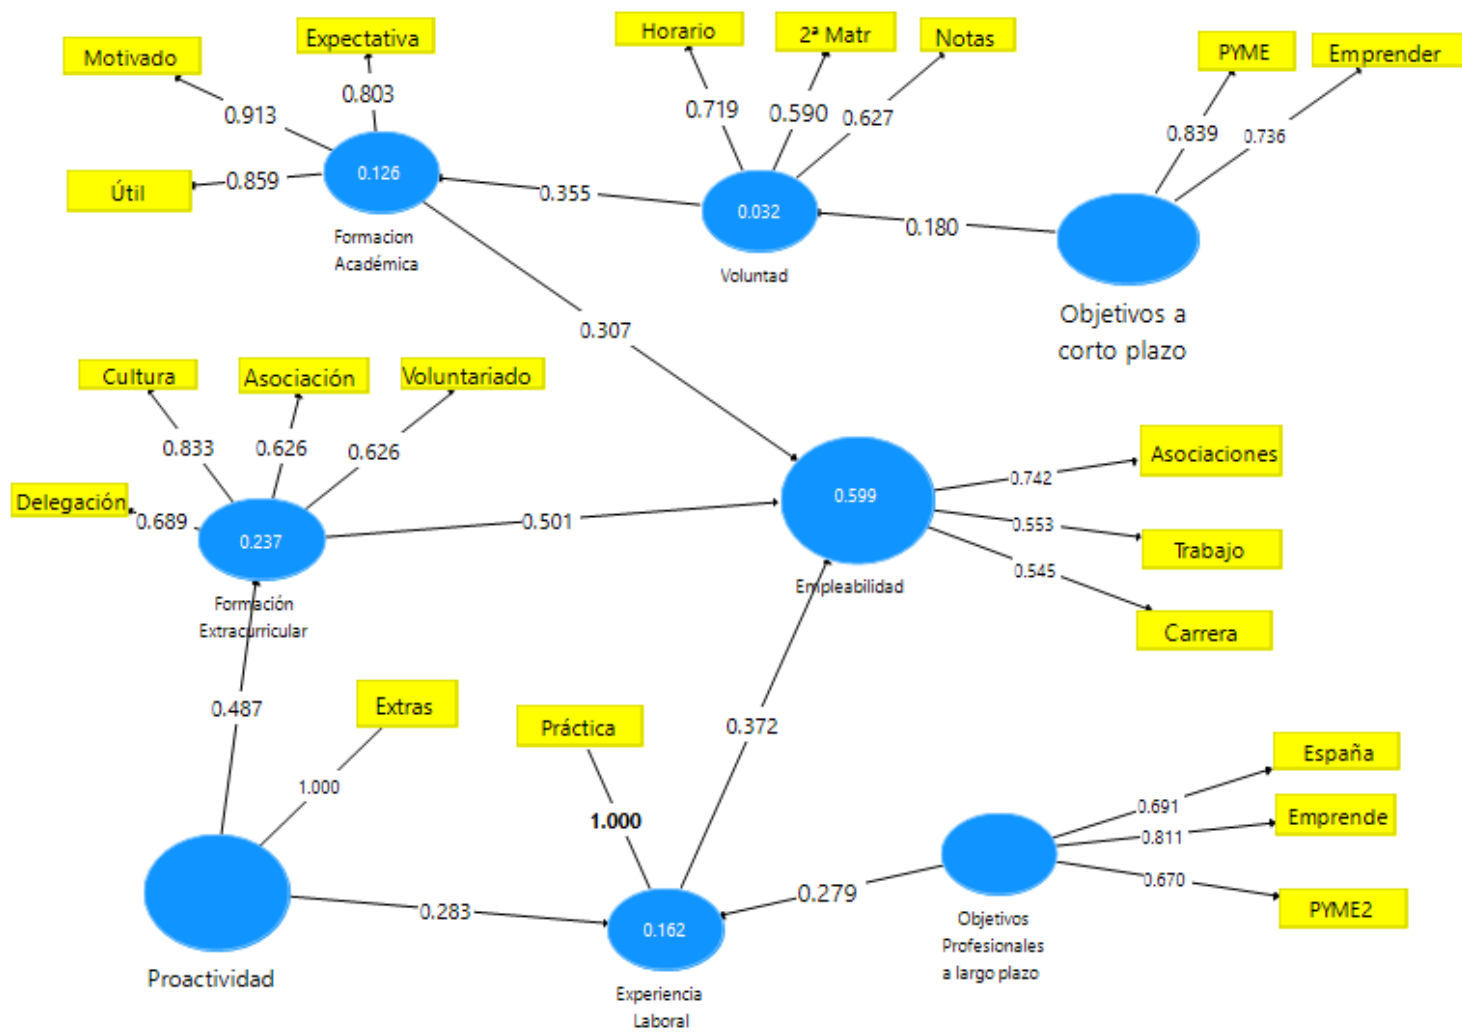 Motivado
Expectativa
Horario
2ª Matr
Notas
PYME
Emprender
0.913
0.803
0.719
0.590
0.627
0.839
0.736
Útil
0.859
0.126
0.355
0.032
0.180
Formacion
Académica
Voluntad
Objetivos a
corto plazo
0.307
Cultura
Asociación
Voluntariado
0.833
0.626
0.626
Delegación
0.689
0.237
0.501
0.599
0.742
Asociaciones
0.553
Trabajo
0.545
Carrera
Formación
Extracurricular
Empleabilidad
0.487
Extras
1.000
Práctica
1.000
0.372
España
0.691
Emprende
0.811
0.670
PYME2
0.283
0.162
0.279
Proactividad
Experiencia
Laboral
Objetivos
Profesionales
a largo plazo